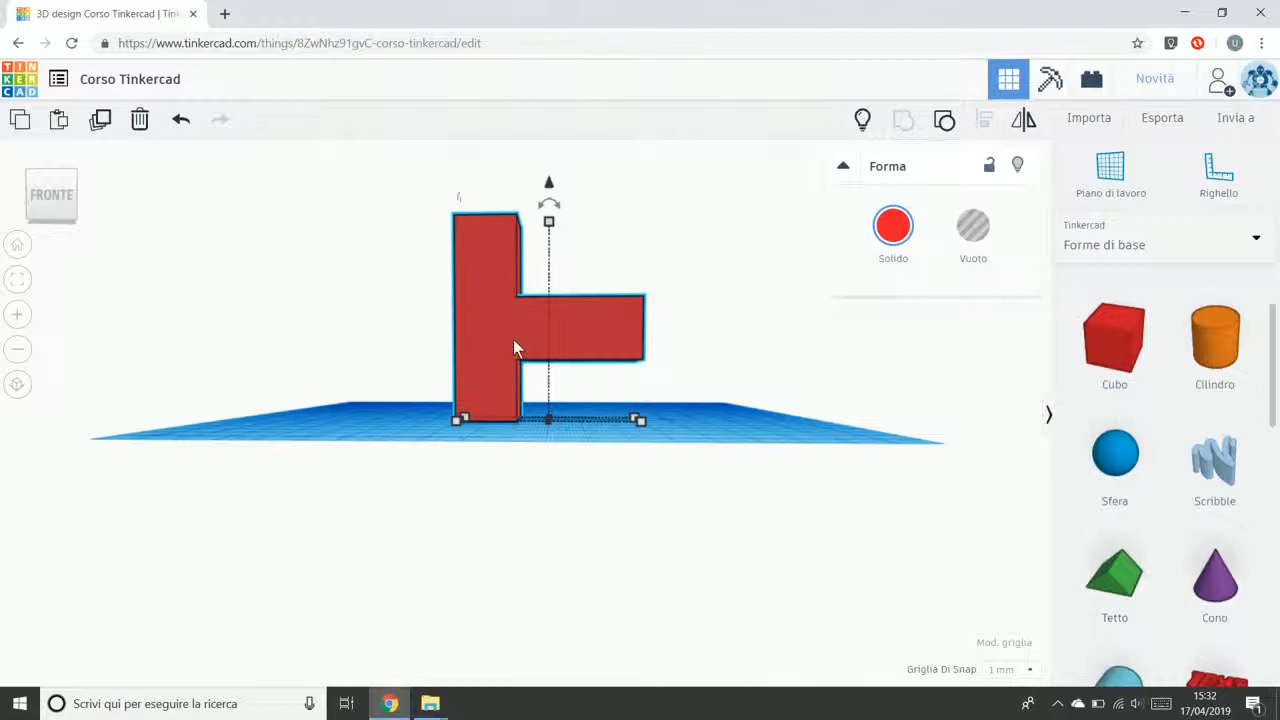 3D design Corso Tinkercad | Tink
https://www.tinkercad.com/things/8ZwNhz91gvC-corso-tinkercad/edit
U
TIN
KER
CAD
Corso Tinkercad
Novità
Importa
Esporta
Invia a
FRONTE
Forma
Solido
Vuoto
Piano di lavoro
Righello
Tinkercad
Forme di base
Cubo
Cilindro
Sfera
Scribble
Tetto
Cono
Mod. griglia
Griglia Di Snap
1 mm
Scrivi qui per eseguire la ricerca
15:32
17/04/2019
1